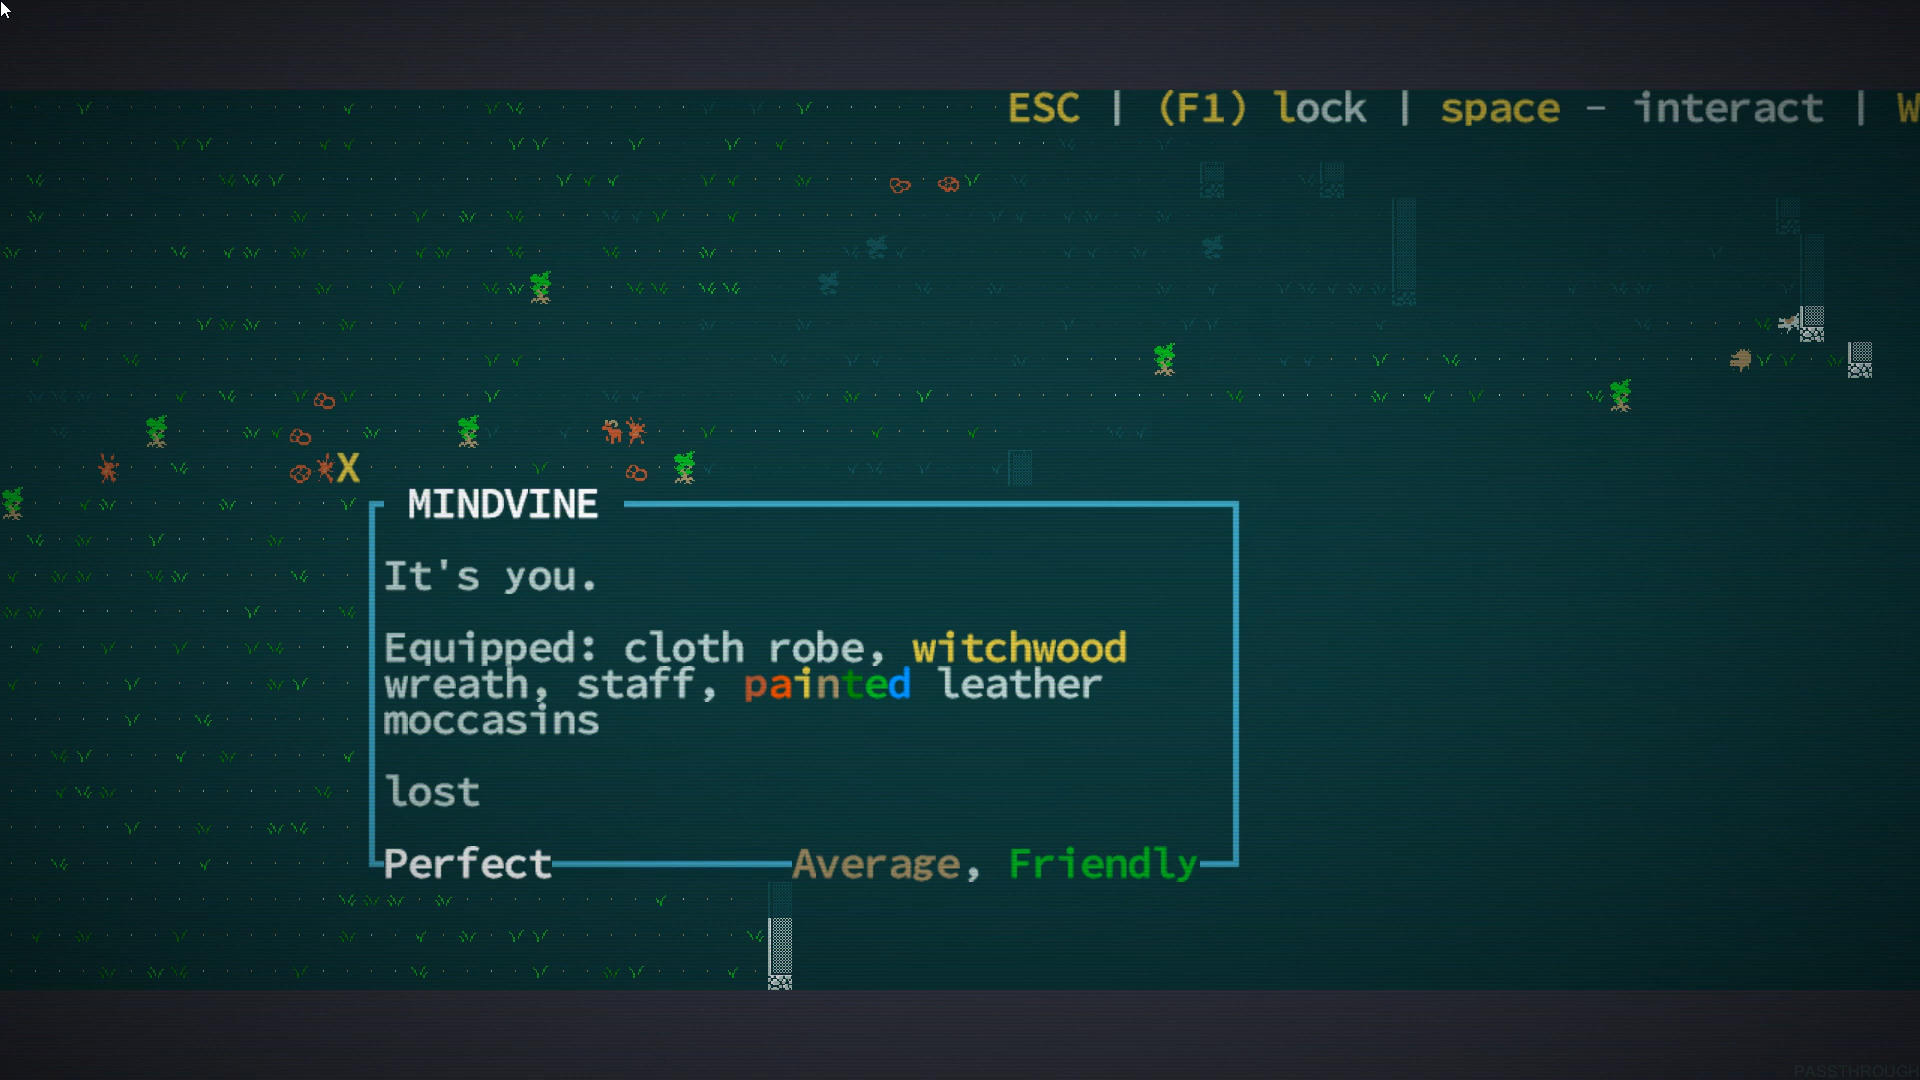 ESC | (F1) lock | space - interact | W
X
MINDVINE
It's you.
Equipped: cloth robe, witchwood
wreath, staff, painted leather
moccasins
lost
Perfect Average, Friendly
PASSTHROUGH